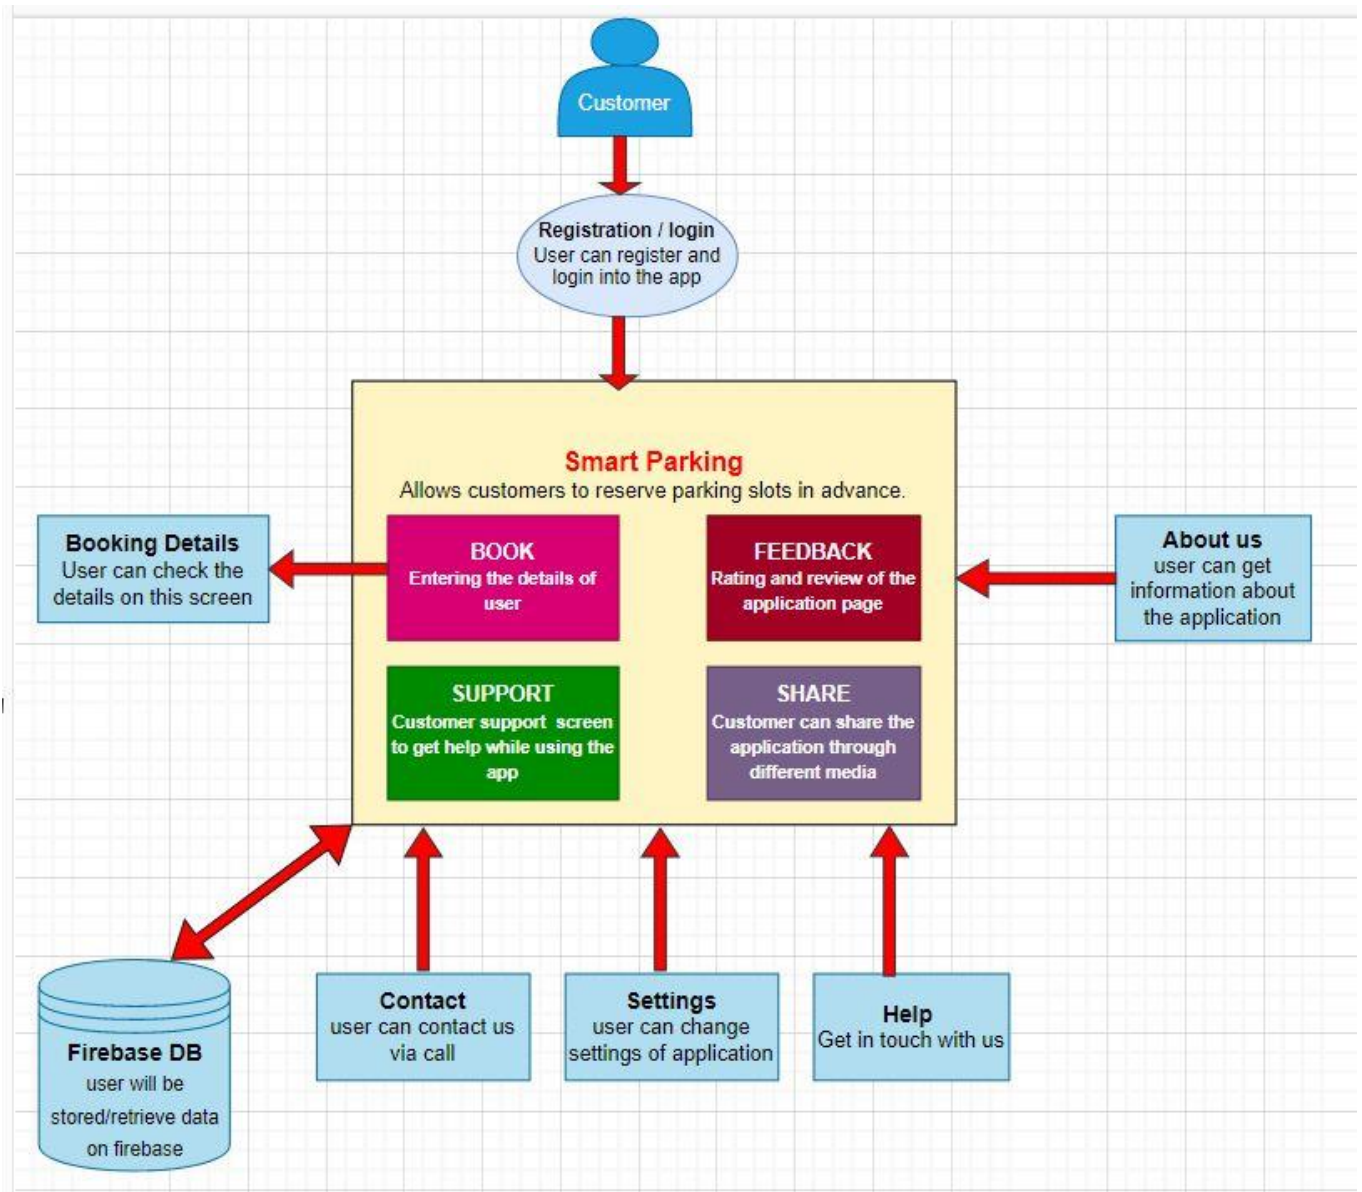 Customer
Registration / login
User can register and
login into the app
Smart Parking
Allows customers to reserve parking slots in advance.
Booking Details
User can check the
details on this screen
BOOK
Entering the details of
user
FEEDBACK
Rating and review of the
application page
About us
user can get
information about
the application
SUPPORT
Customer support screen
to get help while using the
app
SHARE
Customer can share the
application through
different media
Firebase DB
user will be
stored/retrieve data
on firebase
Contact
user can contact us
via call
Settings
user can change
settings of application
Help
Get in touch with us